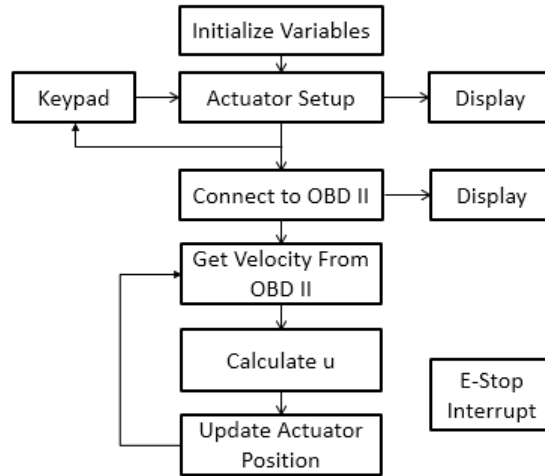 Initialize Variables
Keypad
Actuator Setup
Display
Connect to OBD II
Display
Get Velocity From
OBD II
Calculate u
E-Stop
Interrupt
Update Actuator
Position